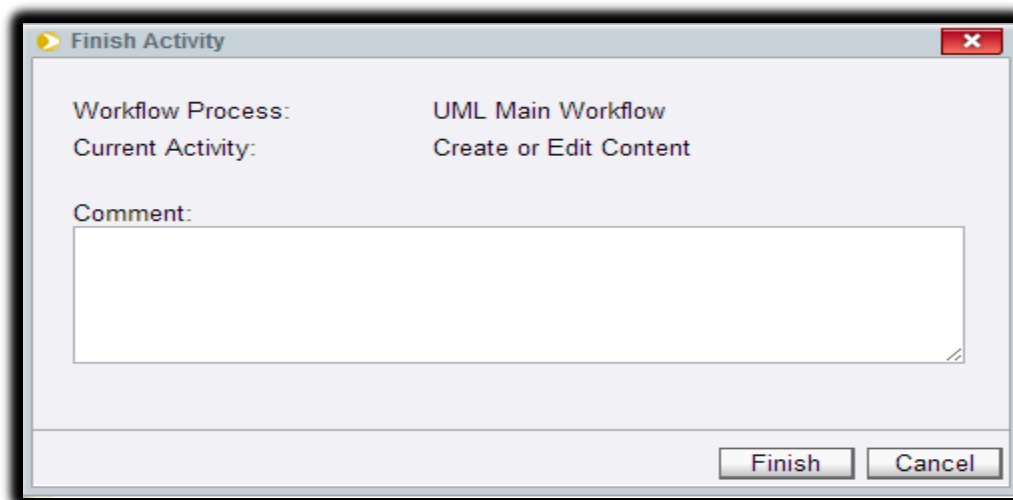 Finish Activity
Workflow Process: UML Main Workflow
Current Activity: Create or Edit Content
Comment:
Finish Cancel